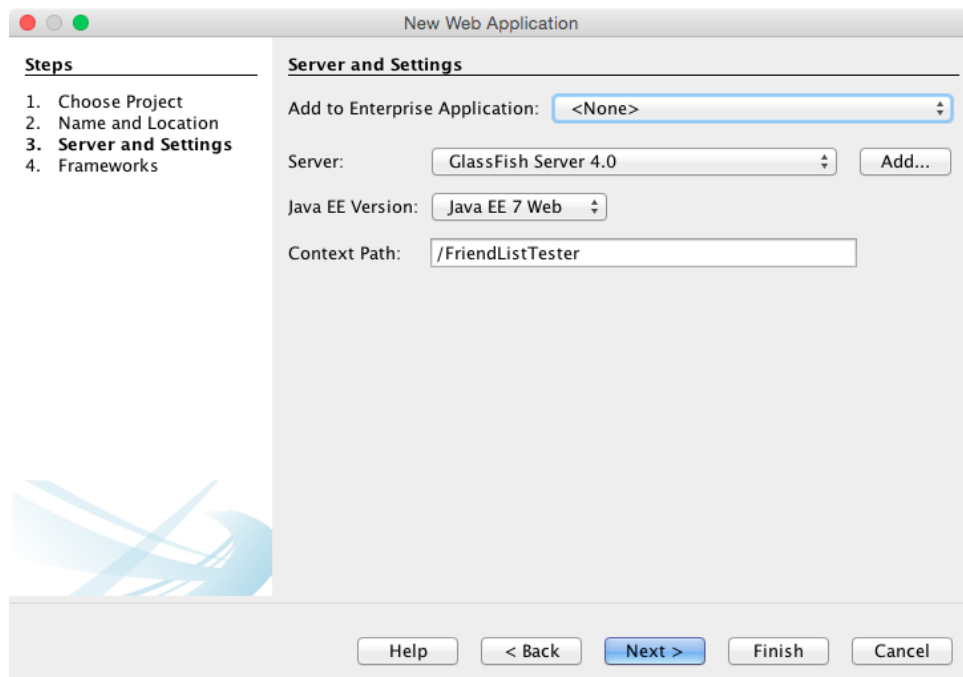 New Web Application
Steps
1. Choose Project
2. Name and Location
3. Server and Settings
4. Frameworks
Server and Settings
Add to Enterprise Application: <None>
Server: GlassFish Server 4.0 Add...
Java EE Version: Java EE 7 Web
Context Path: /FriendListTester
Help < Back Next > Finish Cancel